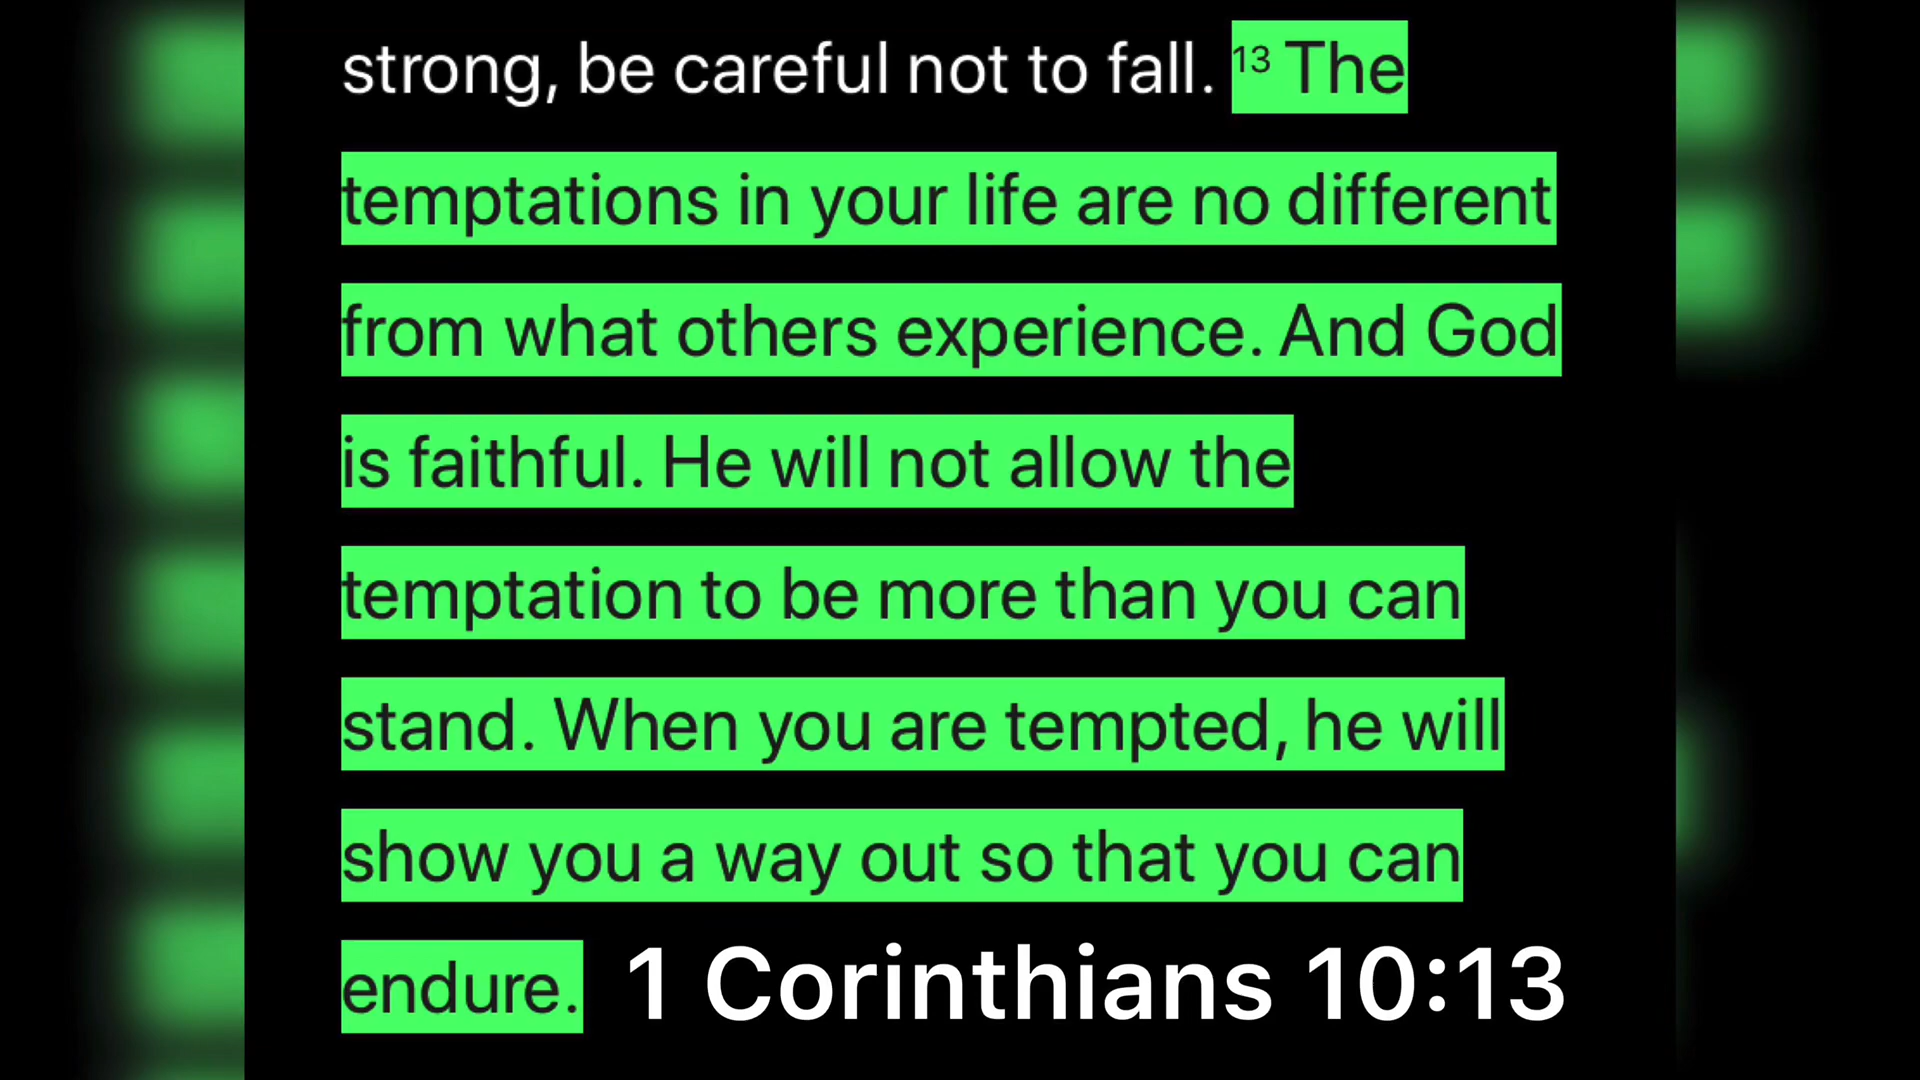 strong, be careful not to fall. 13 The
temptations in your life are no different
from what others experience. And God
is faithful. He will not allow the
temptation to be more than you can
stand. When you are tempted, he will
show you a way out so that you can
endure. 1 Corinthians 10:13